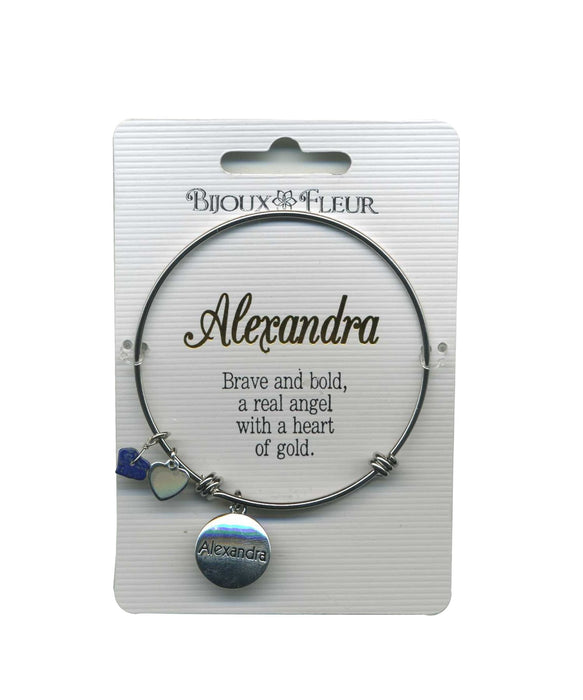 BIJOUX FLEUR
Alexandra
Brave and bold,
a real angel
with a heart
of gold.
Alexandra